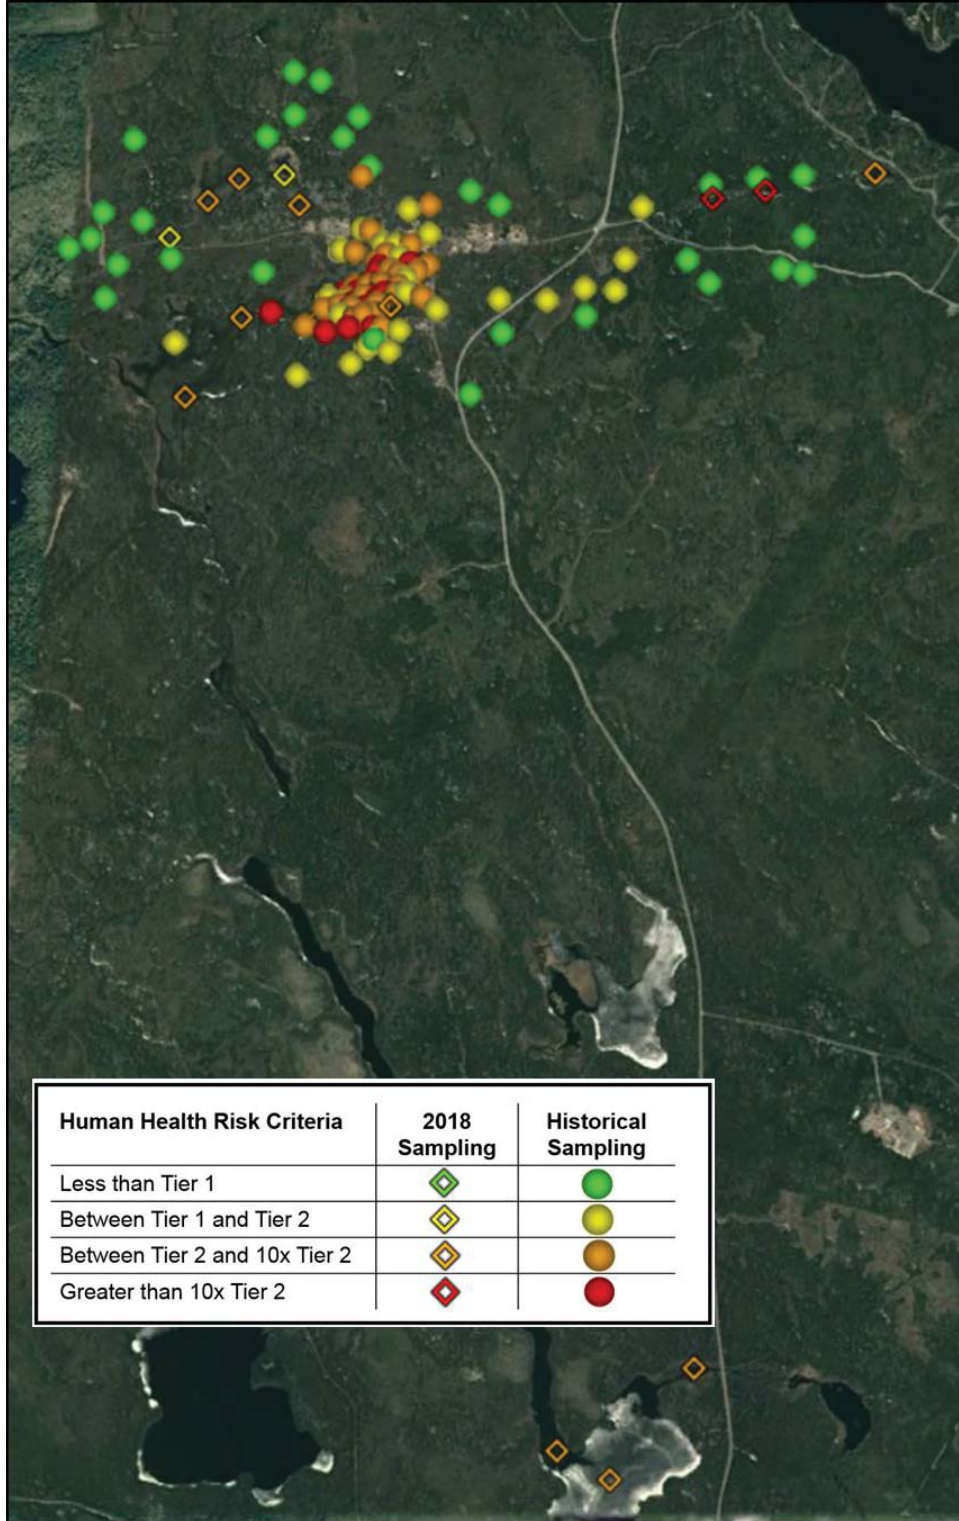 Human Health Risk Criteria 2018 Historical
Sampling Sampling
Less than Tier 1
Between Tier 1 and Tier 2
Between Tier 2 and 10x Tier 2
Greater than 10x Tier 2